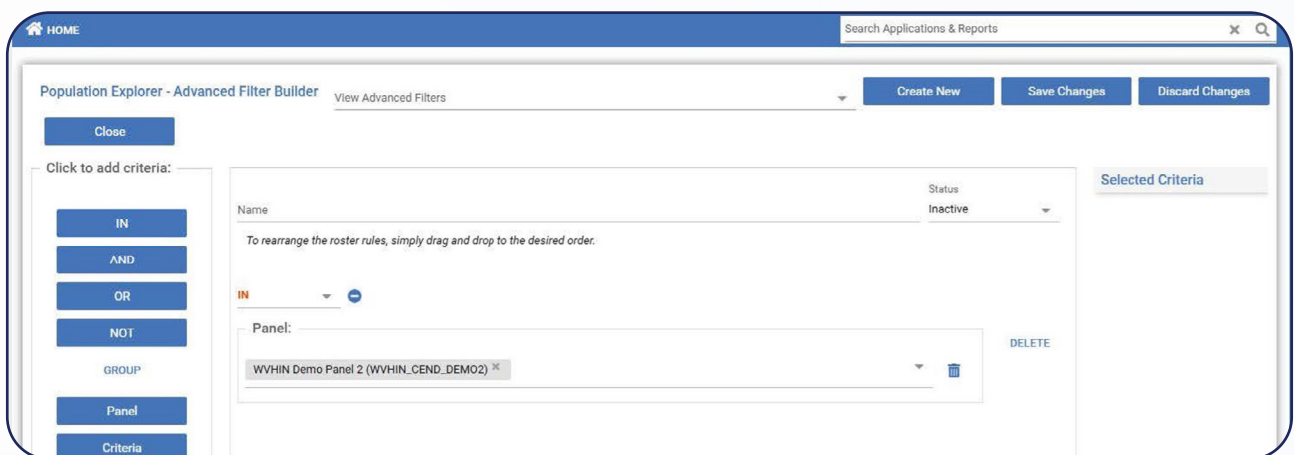 HOME
Search Applications & Reports
Population Explorer - Advanced Filter Builder
View Advanced Filters
Create New
Save Changes
Discard Changes
Close
Click to add criteria:
IN
AND
OR
NOT
GROUP
Panel
Criteria
Name
Status
Inactive
To rearrange the roster rules, simply drag and drop to the desired order.
IN
Panel:
WVHIN Demo Panel 2 (WVHIN_CEND_DEMO2)
DELETE
Selected Criteria